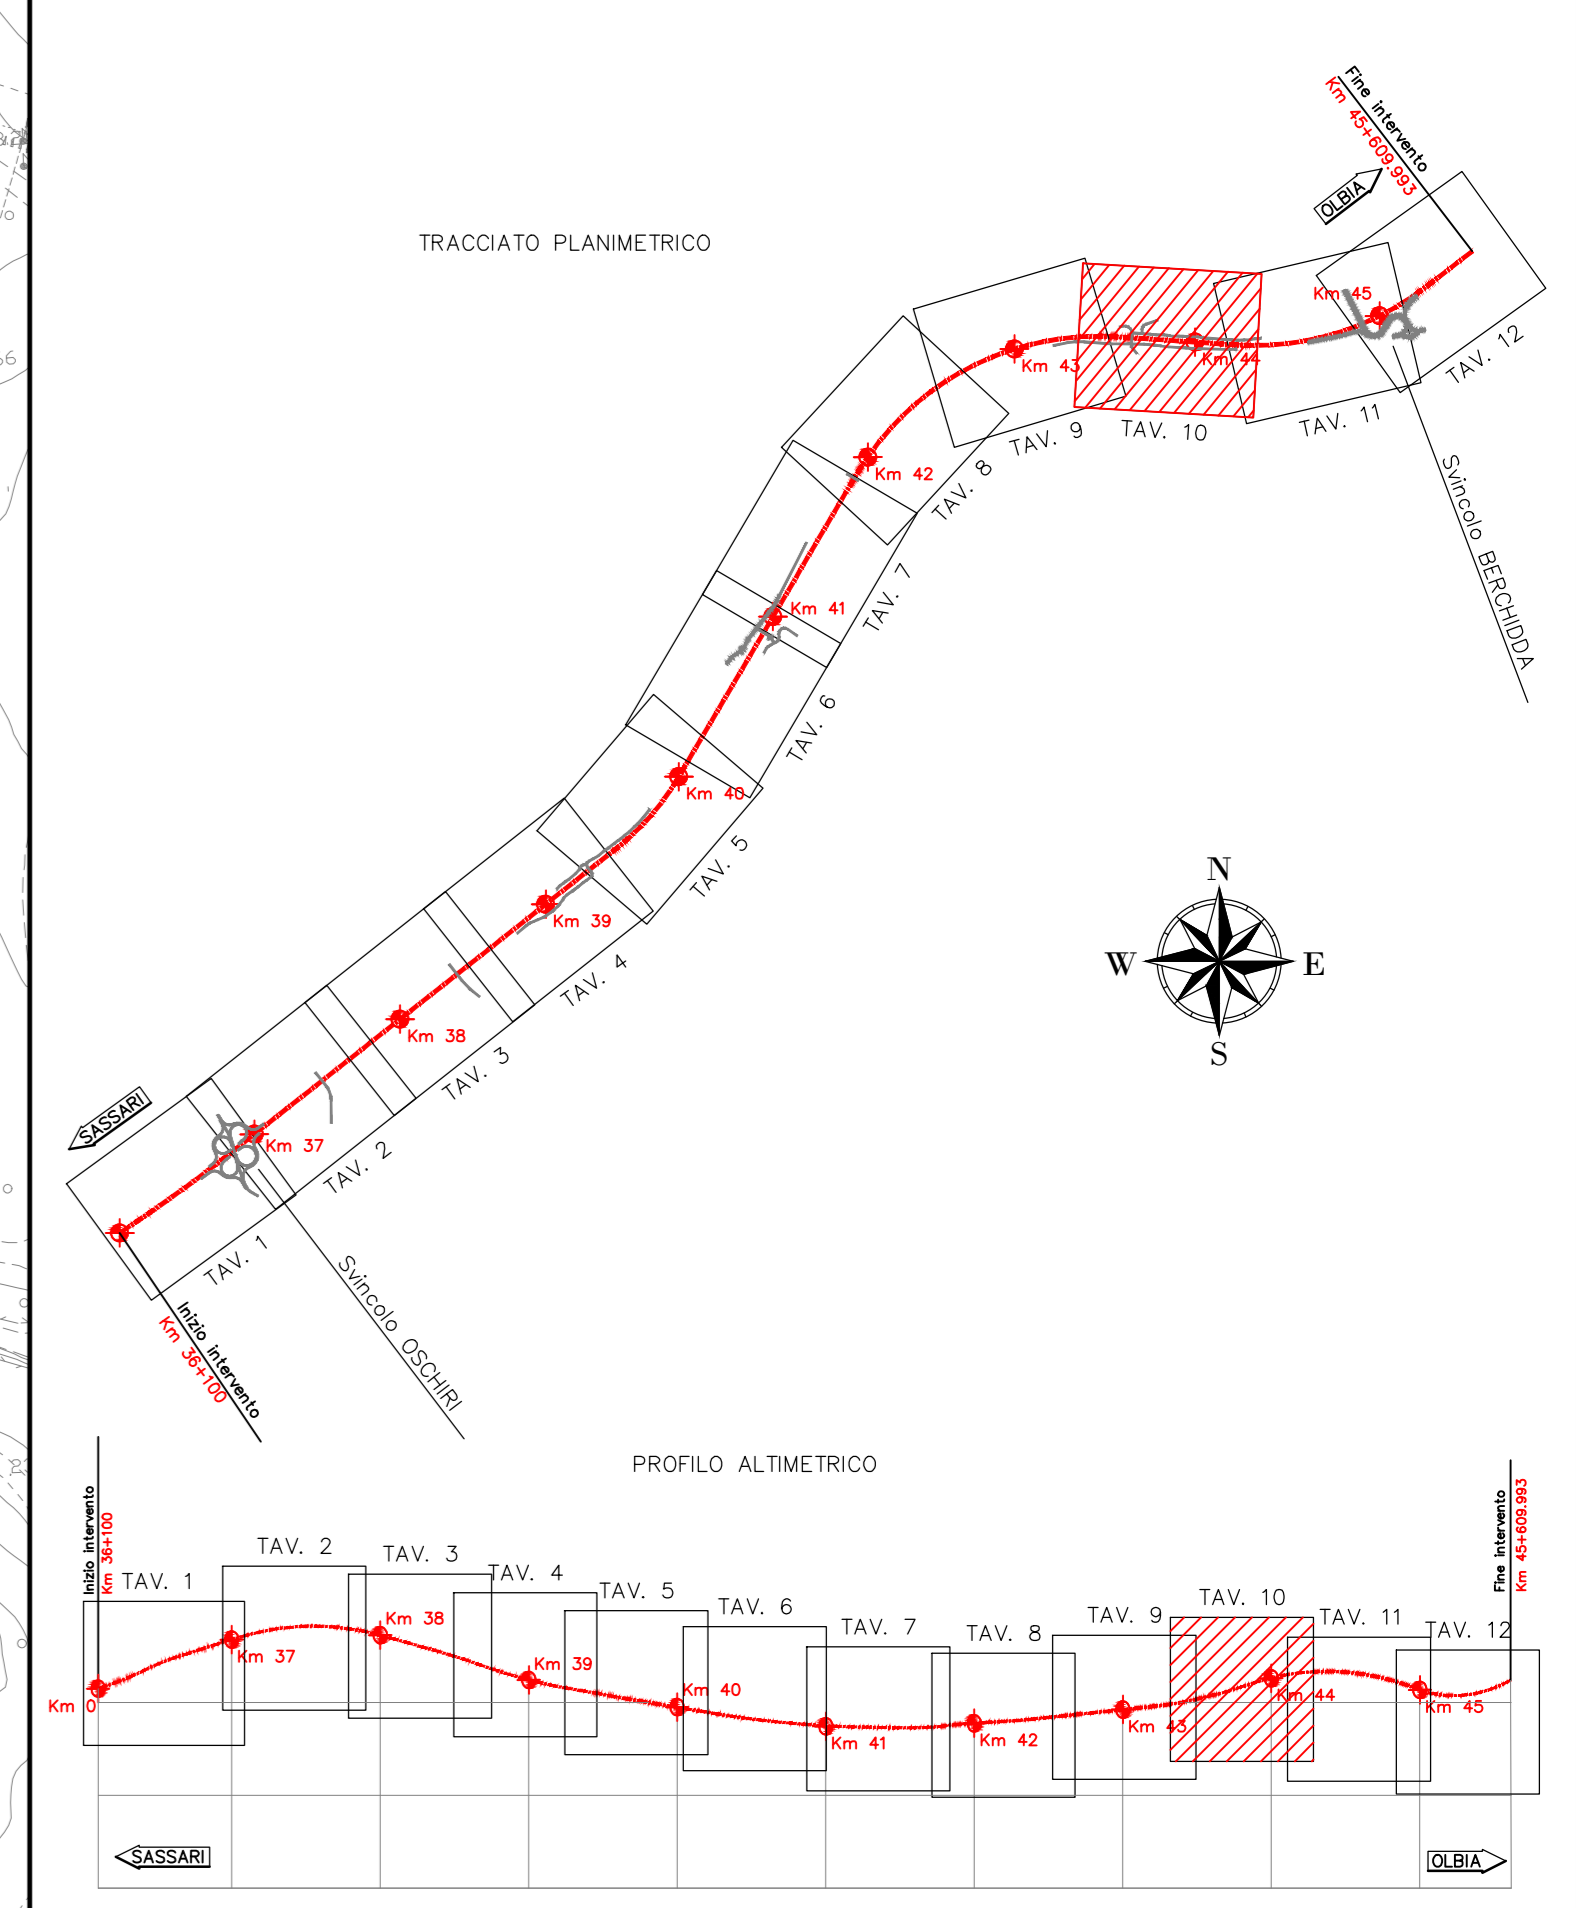 Fine intervento
Km 45+609.993
OLBIA
TRACCIATO PLANIMETRICO
Km 45
TAV. 12
Km 43
Km 44
TAV. 11
TAV. 10
TAV. 9
Km 42
TAV. 8
Svincolo BERCHIDDA
TAV. 7
Km 41
TAV. 6
Km 40
TAV. 5
Km 39
TAV. 4
N
W
E
S
Km 38
TAV. 3
SASSARI
Km 37
TAV. 2
TAV. 1
Svincolo OSCHIRI
Inizio intervento
Km 36+100
PROFILO ALTIMETRICO
Inizio intervento
Km 36+100
Fine intervento
Km 45+609.993
TAV. 1
TAV. 2
TAV. 3
TAV. 4
TAV. 5
TAV. 6
TAV. 7
TAV. 8
TAV. 9
TAV. 10
TAV. 11
TAV. 12
Km 0
Km 37
Km 38
Km 39
Km 40
Km 41
Km 42
Km 43
Km 44
Km 45
SASSARI
OLBIA